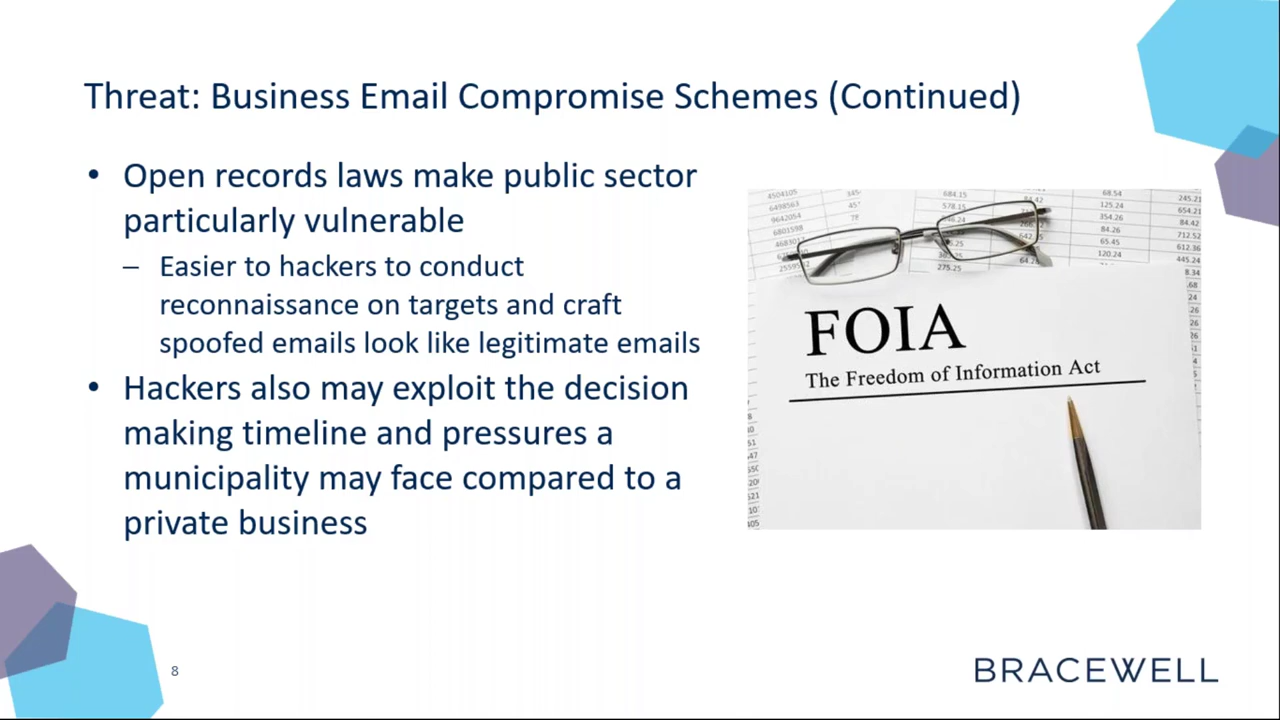 Threat: Business Email Compromise Schemes (Continued)
• Open records laws make public sector
particularly vulnerable
– Easier to hackers to conduct
reconnaissance on targets and craft
spoofed emails look like legitimate emails
• Hackers also may exploit the decision
making timeline and pressures a
municipality may face compared to a
private business
FOIA
The Freedom of Information Act
8
BRACEWELL